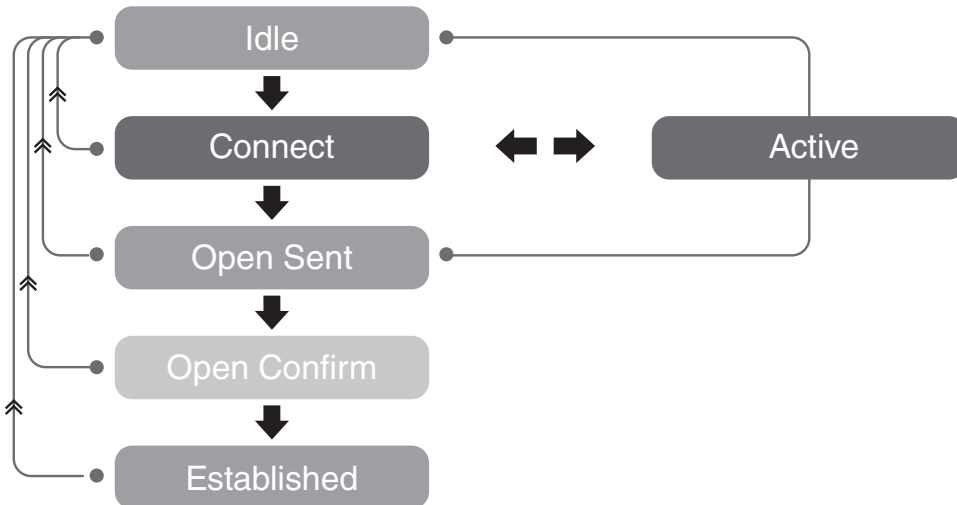 Idle
Connect
Active
Open Sent
Open Confirm
Established